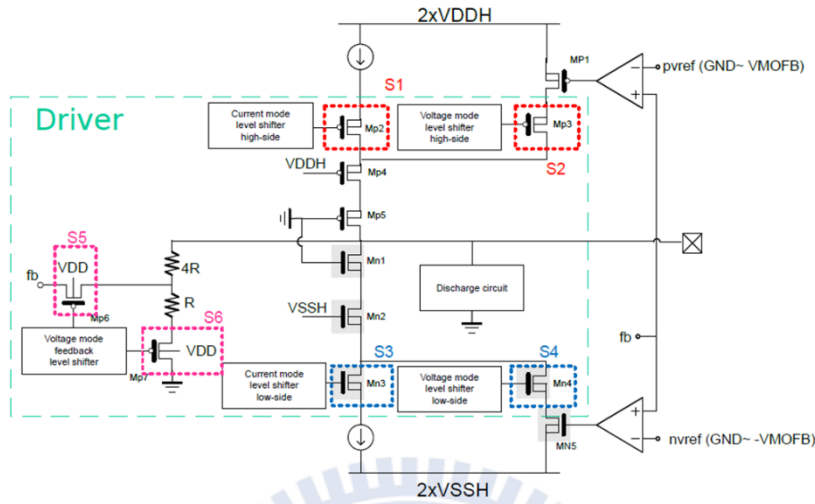 2xVDDH
MP1
pvref (GND~ VMOFB)
S1
Driver
Current mode
level shifter
high-side
Mp2
Voltage mode
level shifter
high-side
Mp3
S2
VDDH
Mp4
Mp5
S5
VDD
fb
4R
Mn1
R
Mp6
S6
VSSH
Mn2
Discharge circuit
Voltage mode
feedback
level shifter
VDD
Mp7
fb
S3
S4
Current mode
level shifter
low-side
Mn3
Voltage mode
level shifter
low-side
Mn4
MN5
nvref (GND~ -VMOFB)
2xVSSH